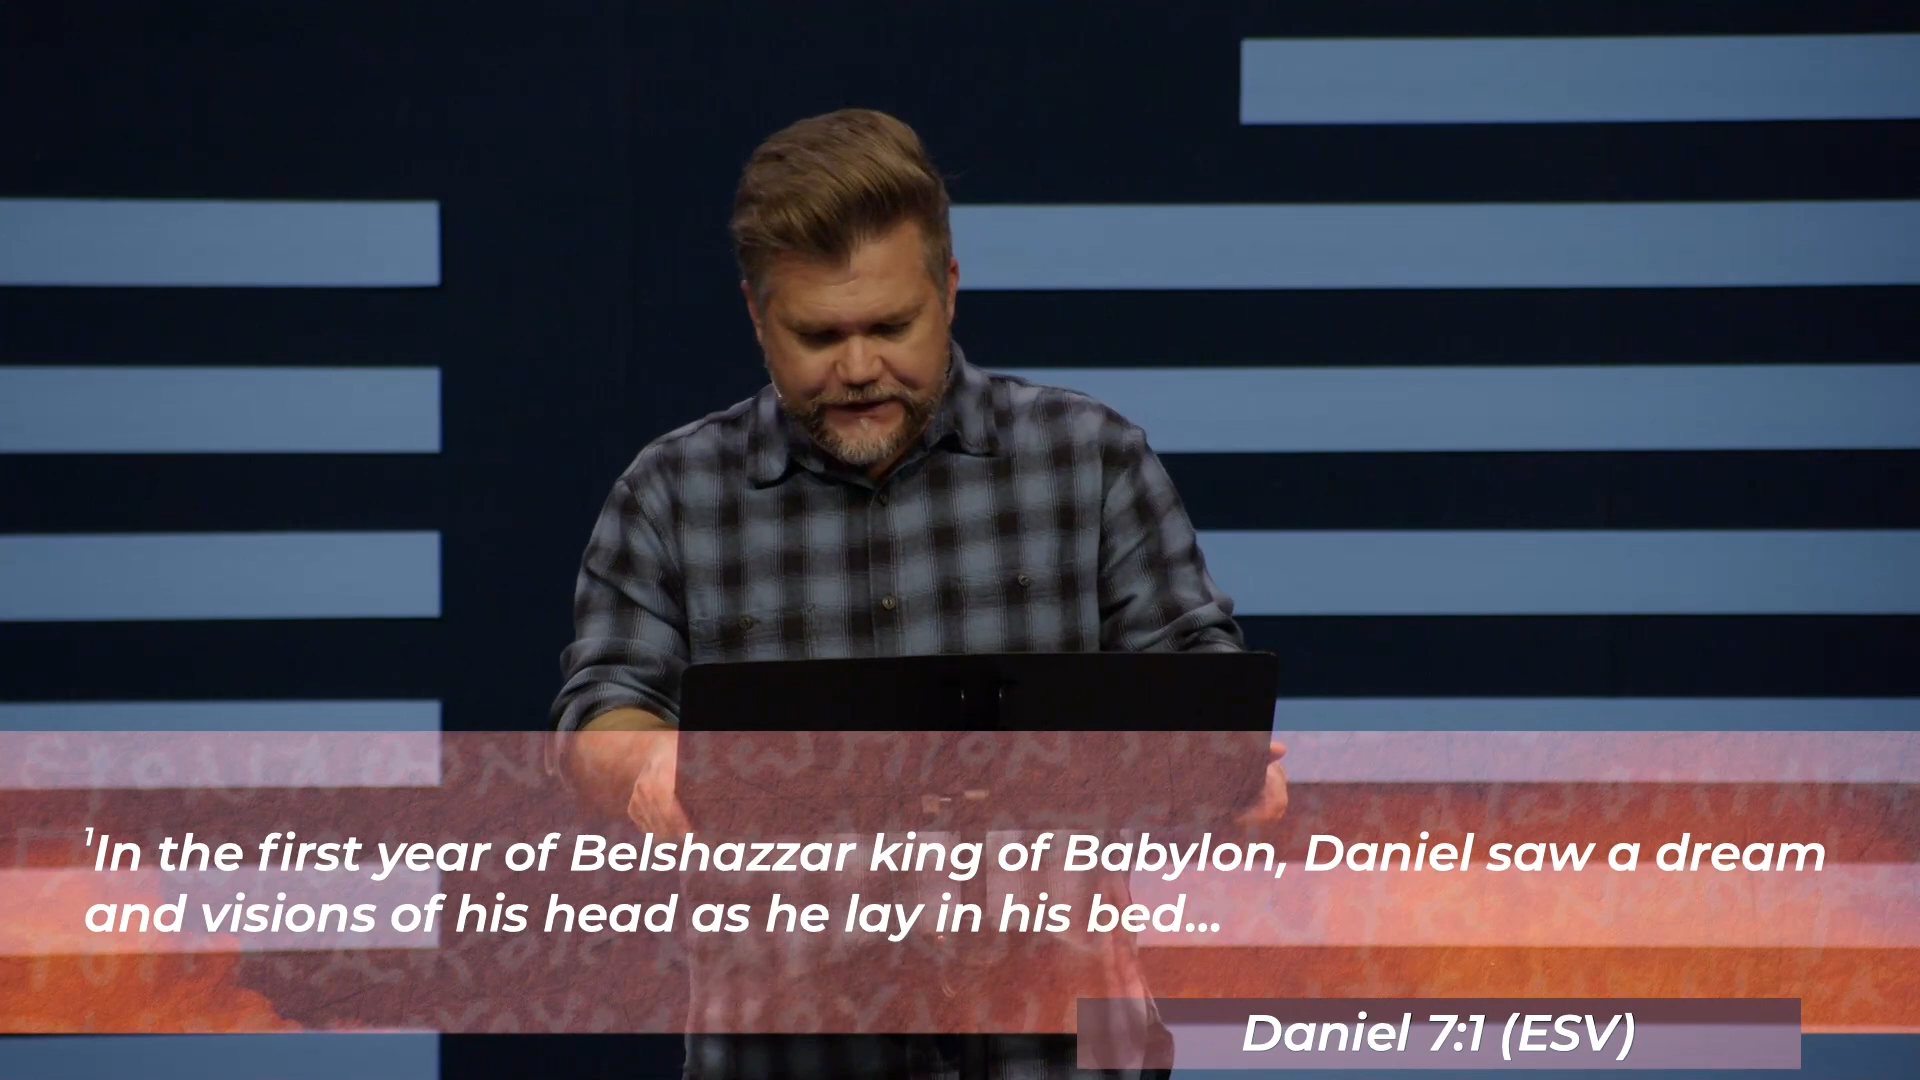 ¹In the first year of Belshazzar king of Babylon, Daniel saw a dream
and visions of his head as he lay in his bed...
Daniel 7:1 (ESV)